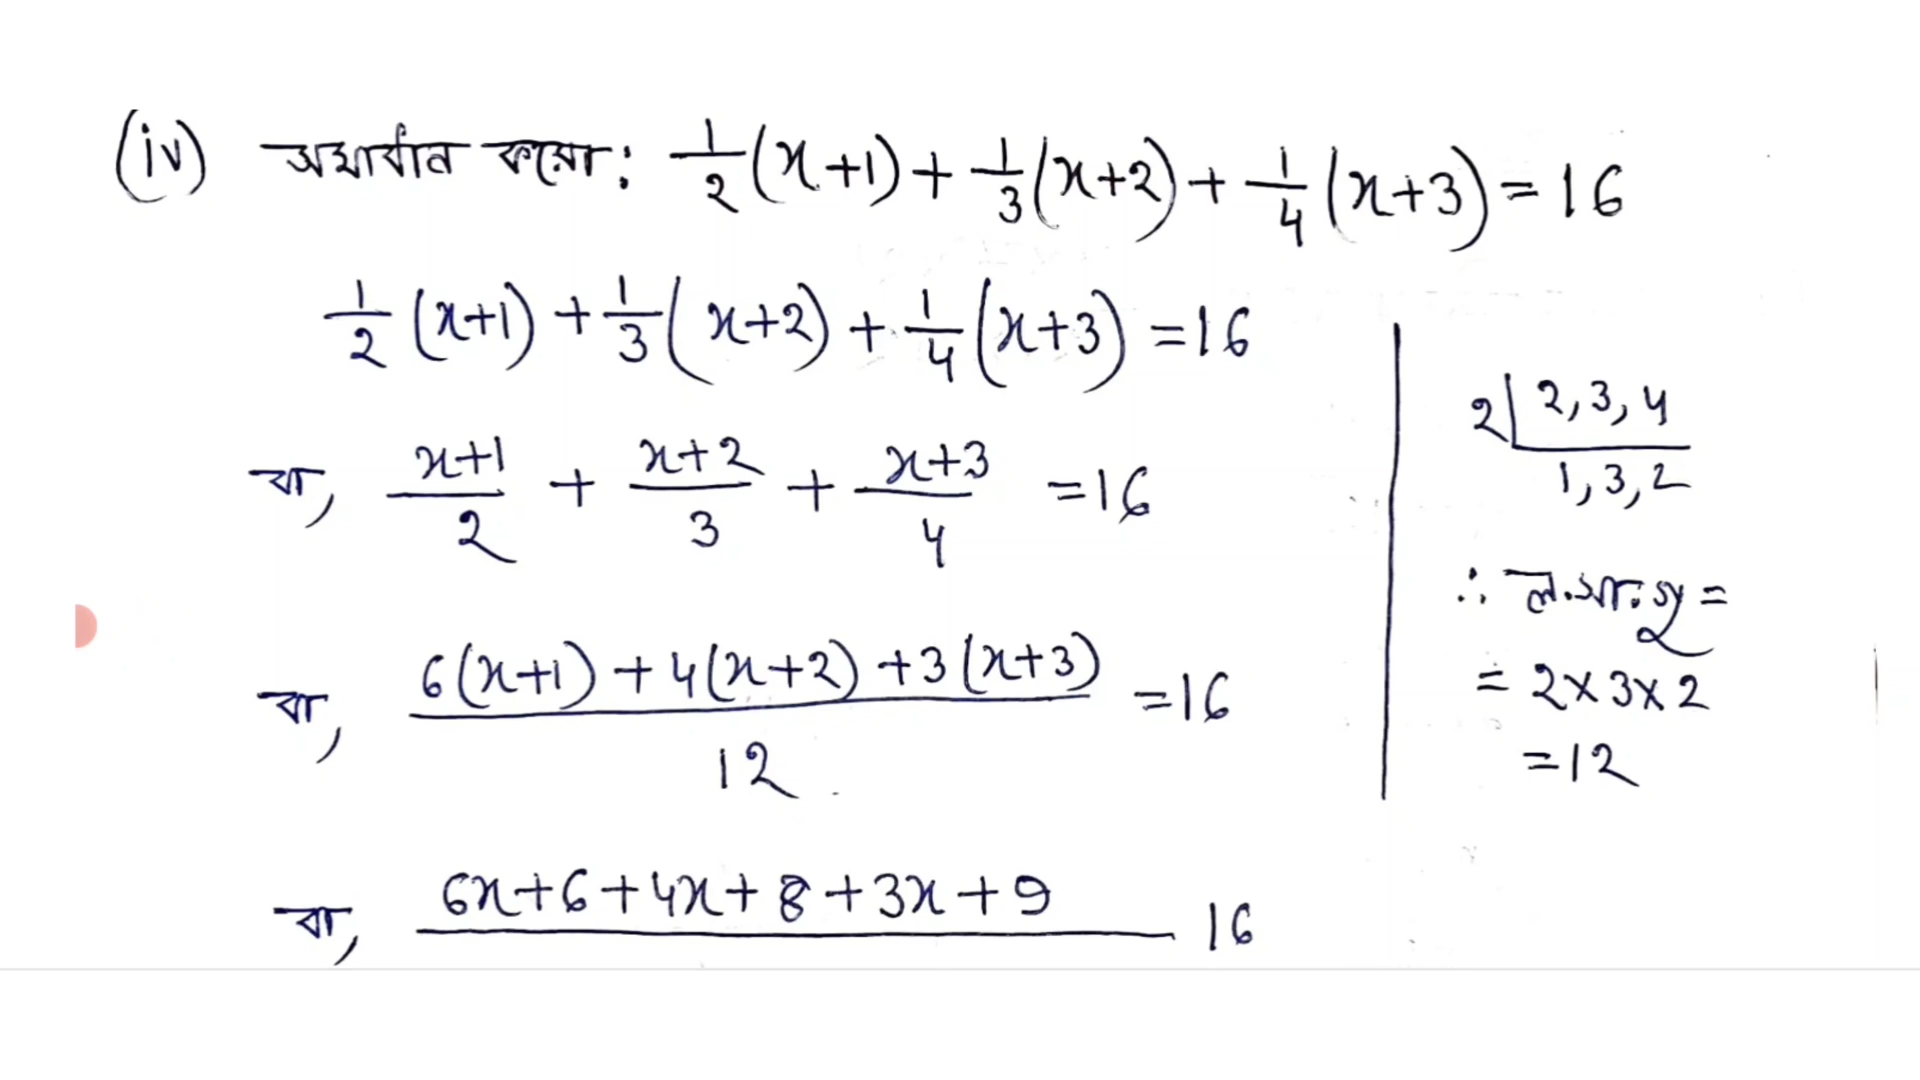 (iv) সমাধান করো: 1/2(x+1)+1/3(x+2)+1/4(x+3)=16
1/2(x+1)+1/3(x+2)+1/4(x+3)=16
বা, (x+1)/2 + (x+2)/3 + (x+3)/4 =16
বা, (6(x+1)+4(x+2)+3(x+3))/12 =16
বা, 6x+6+4x+8+3x+9 16
2|2,3,4
1,3,2
∴ ল.সা.গু =
= 2×3×2
=12